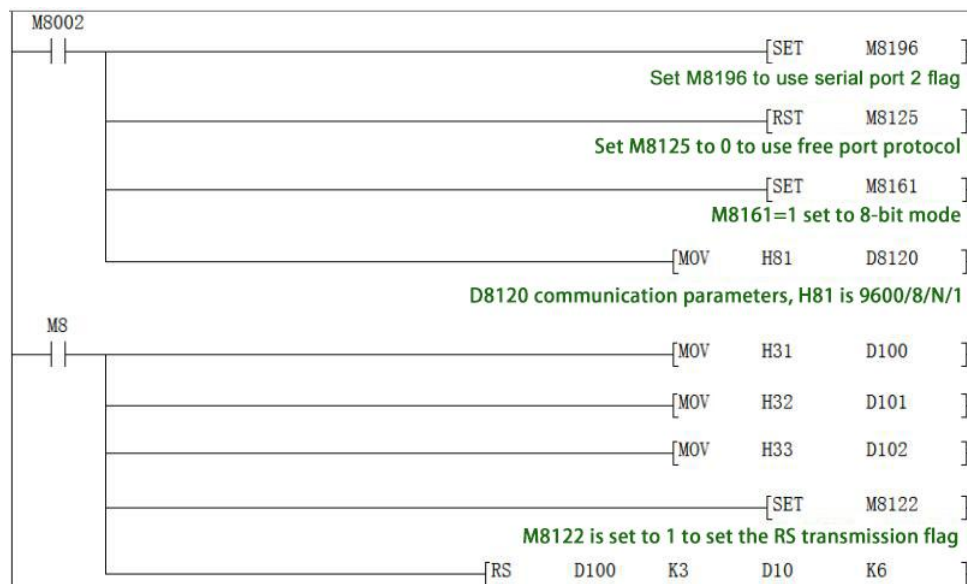 M8002
[SET M8196 ]
Set M8196 to use serial port 2 flag
[RST M8125 ]
Set M8125 to 0 to use free port protocol
[SET M8161 ]
M8161=1 set to 8-bit mode
[MOV H81 D8120 ]
D8120 communication parameters, H81 is 9600/8/N/1
M8
[MOV H31 D100 ]
[MOV H32 D101 ]
[MOV H33 D102 ]
[SET M8122 ]
M8122 is set to 1 to set the RS transmission flag
[RS D100 K3 D10 K6 ]